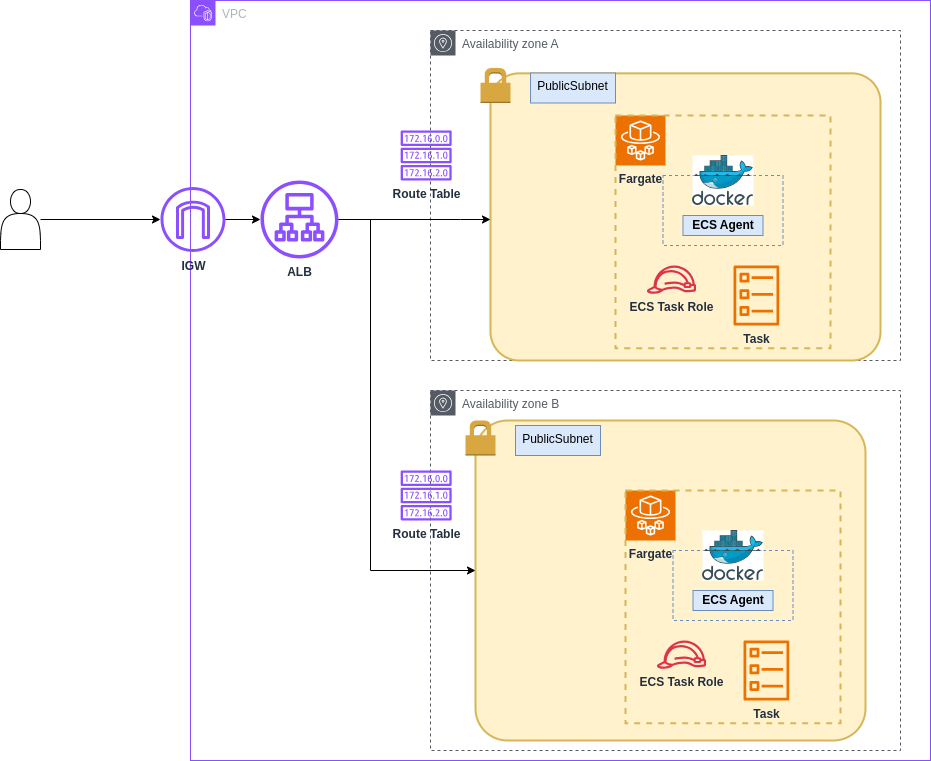 VPC
Availability zone A
PublicSubnet
172.16.0.0
172.16.1.0
172.16.2.0
Route Table
Fargate
docker
ECS Agent
IGW
ALB
ECS Task Role
Task
Availability zone B
PublicSubnet
172.16.0.0
172.16.1.0
172.16.2.0
Route Table
Fargate
docker
ECS Agent
ECS Task Role
Task